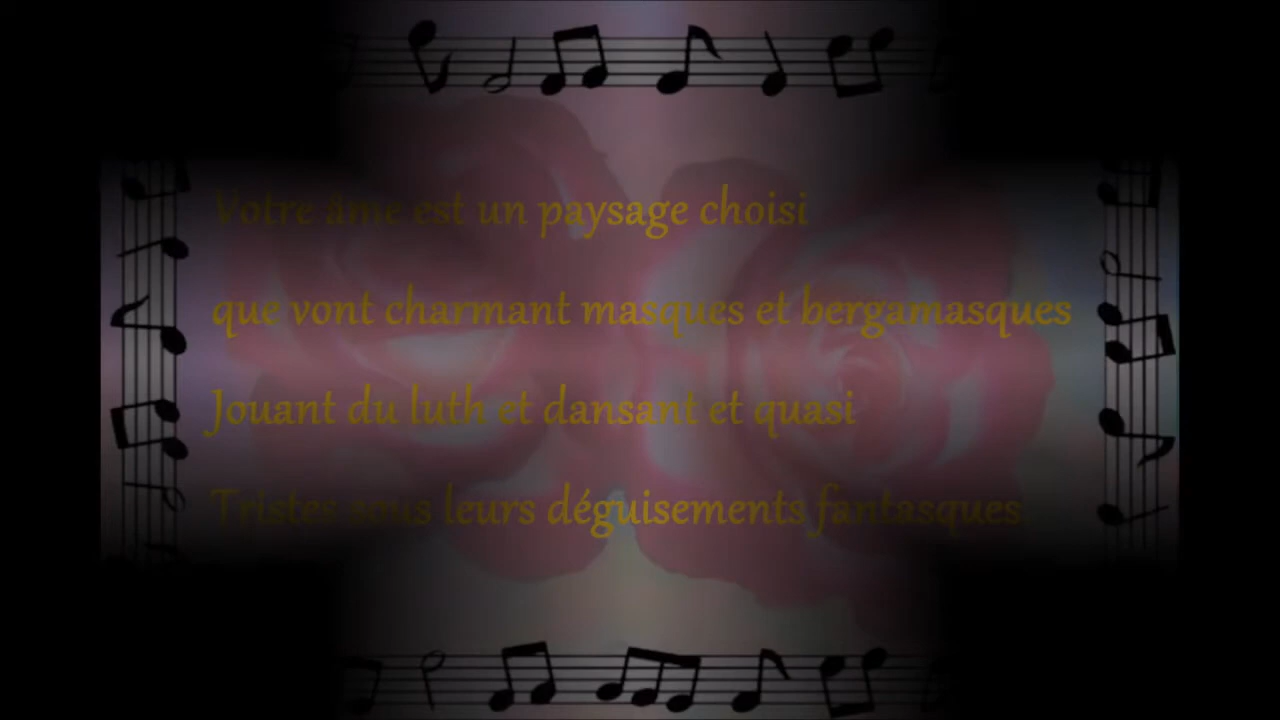 Votre âme est un paysage choisi
que vont charmant masques et bergamasques
Jouant du luth et dansant et quasi
Tristes sous leurs déguisements fantasques.